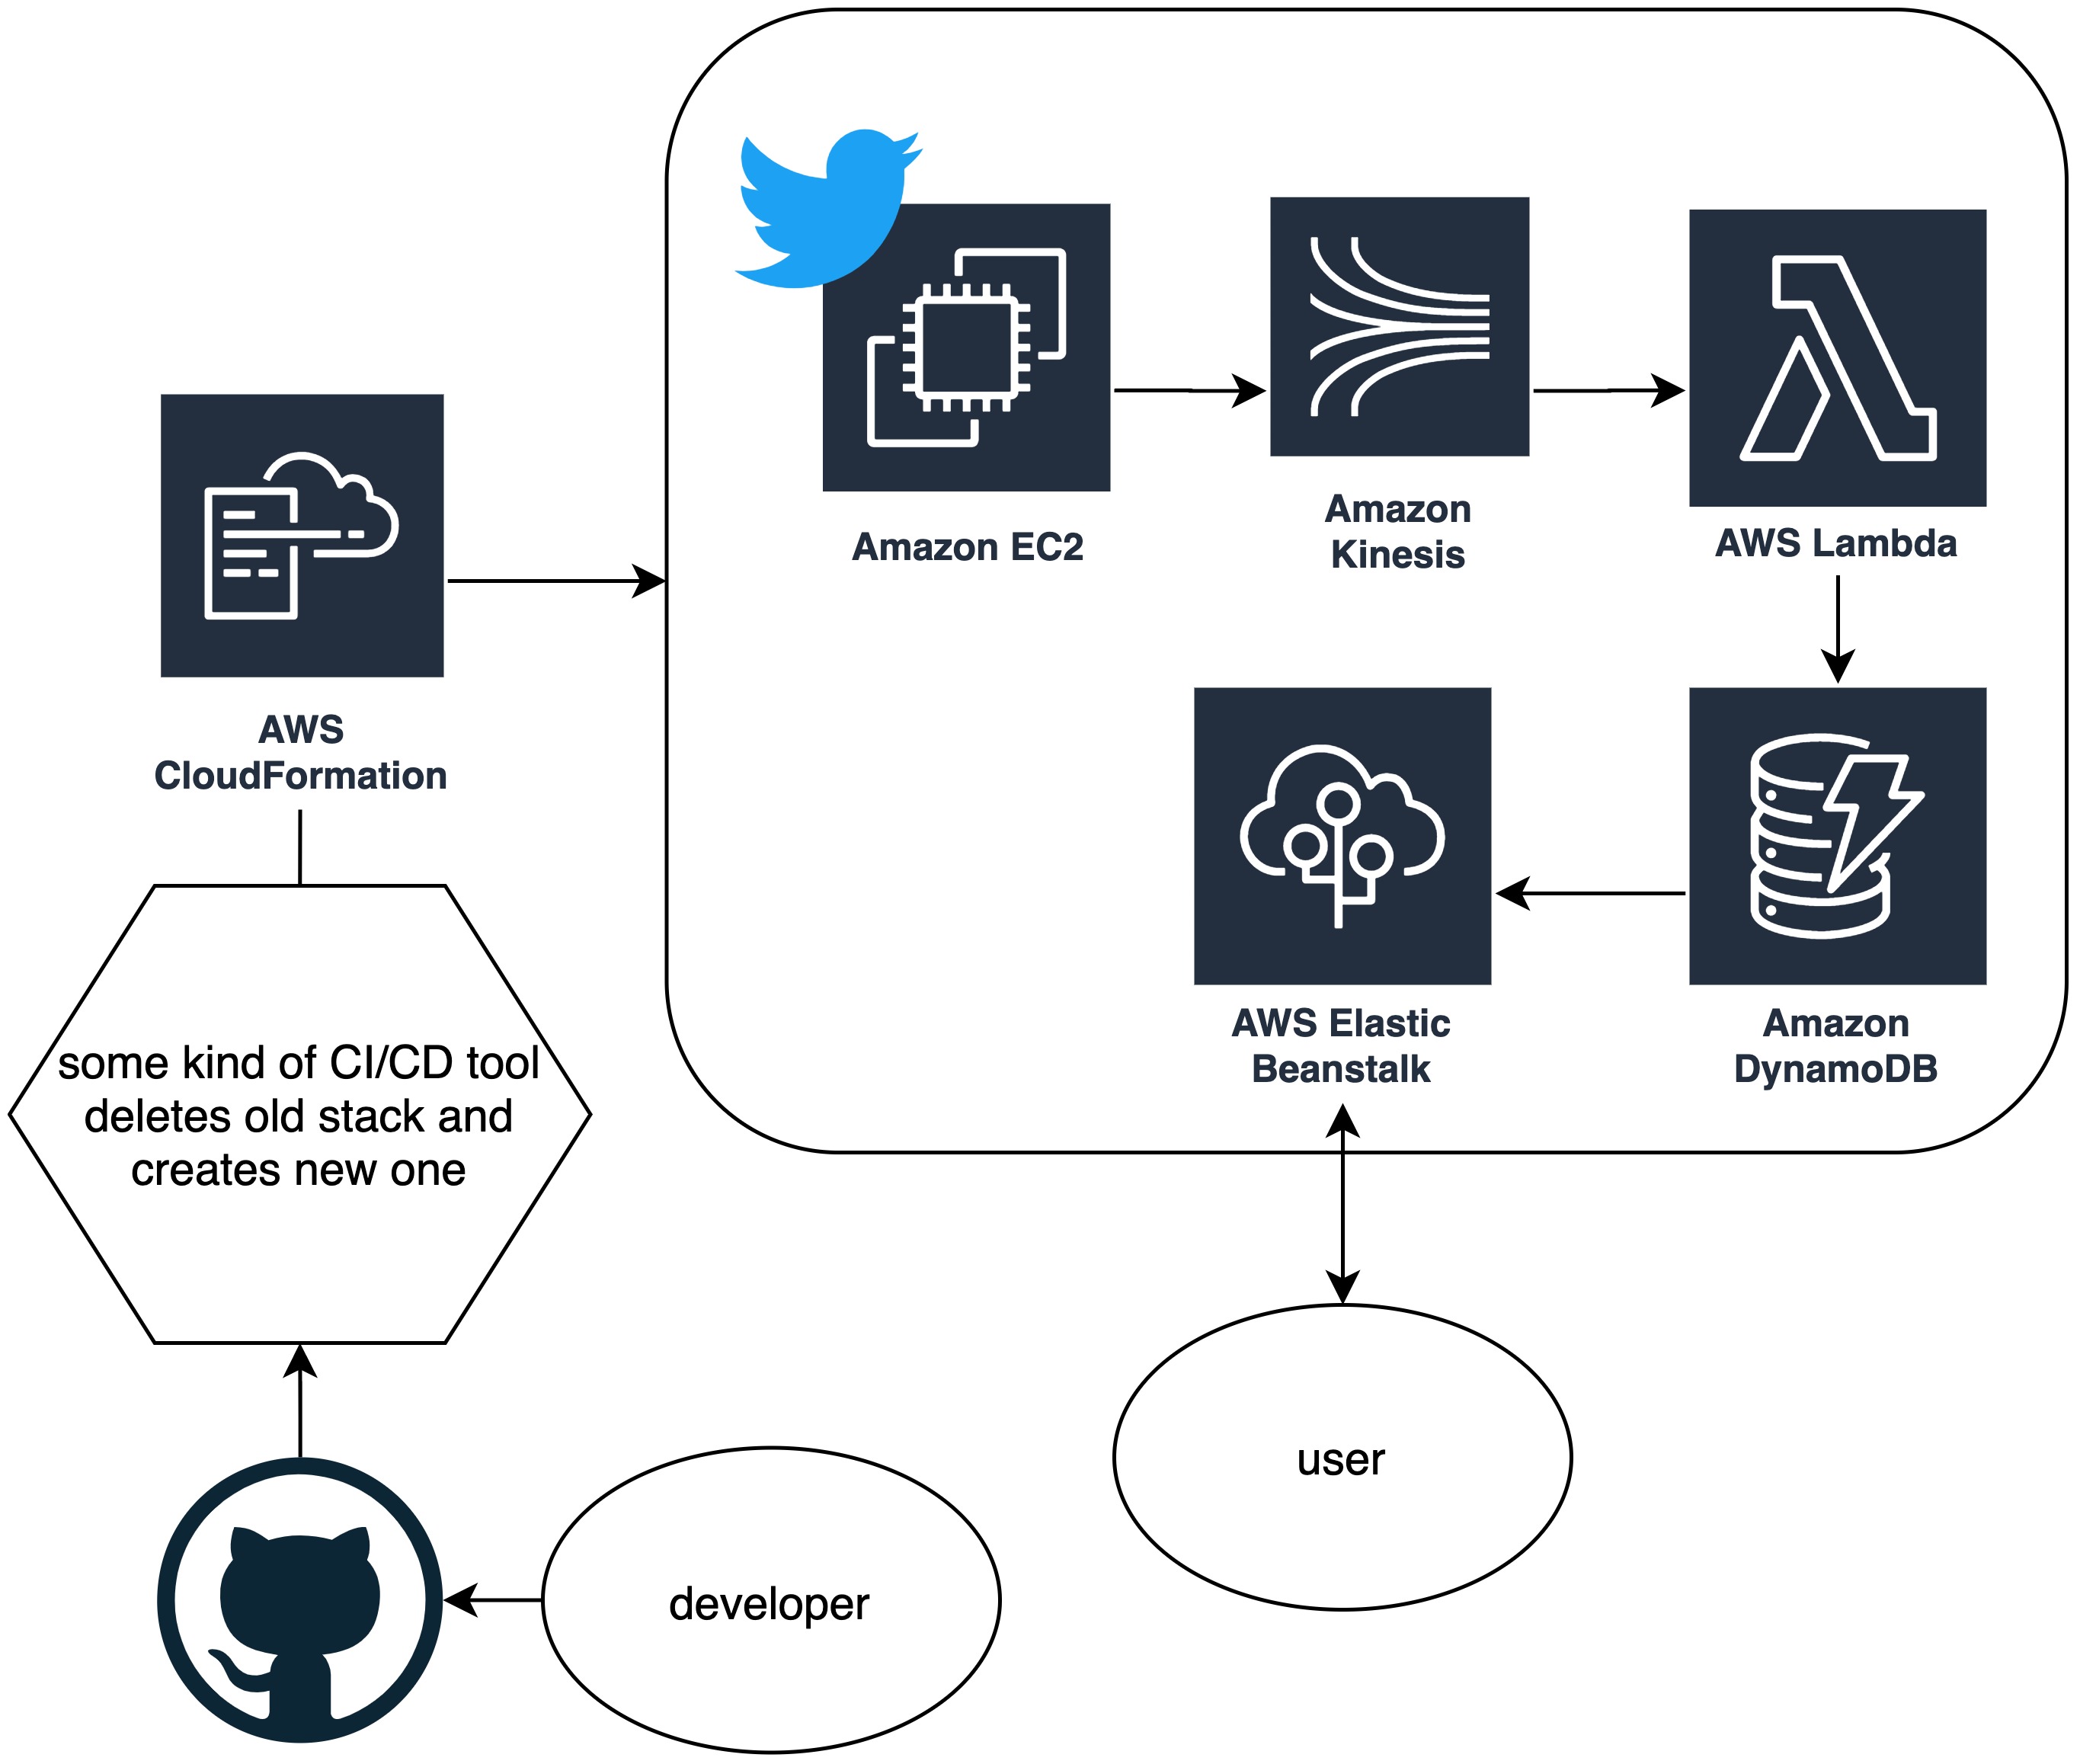 Amazon EC2
Amazon
Kinesis
AWS Lambda
AWS
CloudFormation
AWS Elastic
Beanstalk
Amazon
DynamoDB
some kind of CI/CD tool
deletes old stack and
creates new one
user
developer